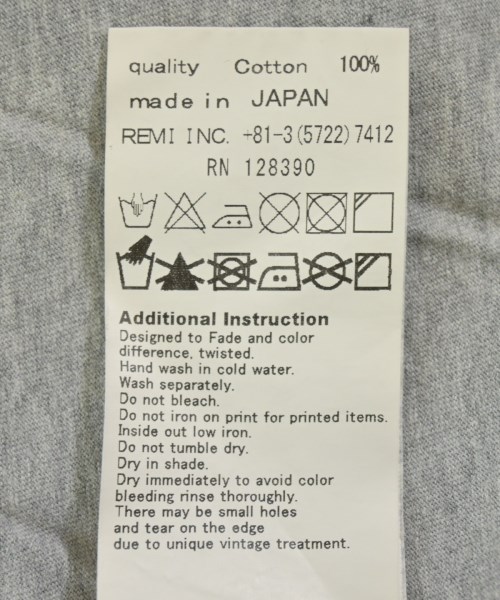 quality Cotton 100%
made in JAPAN
REMI INC. +81-3(5722)7412
RN 128390
Additional Instruction
Designed to Fade and color
difference, twisted.
Hand wash in cold water.
Wash separately.
Do not bleach.
Do not iron on print for printed items.
Inside out low iron.
Do not tumble dry.
Dry in shade.
Dry immediately to avoid color
bleeding rinse thoroughly.
There may be small holes
and tear on the edge
due to unique vintage treatment.